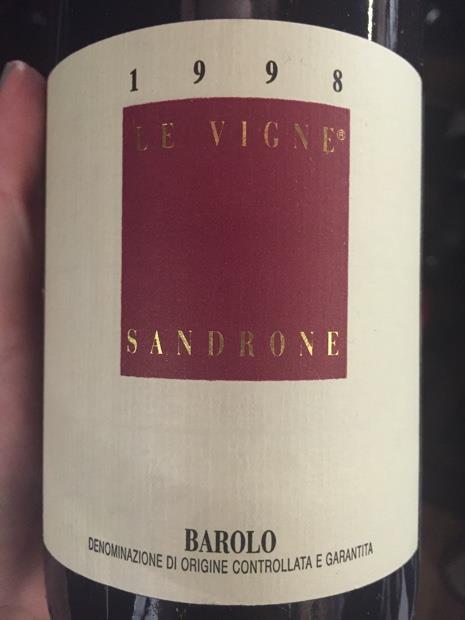 1998
LE VIGNE®
SANDRONE
BAROLO
DENOMINAZIONE DI ORIGINE CONTROLLATA E GARANTITA